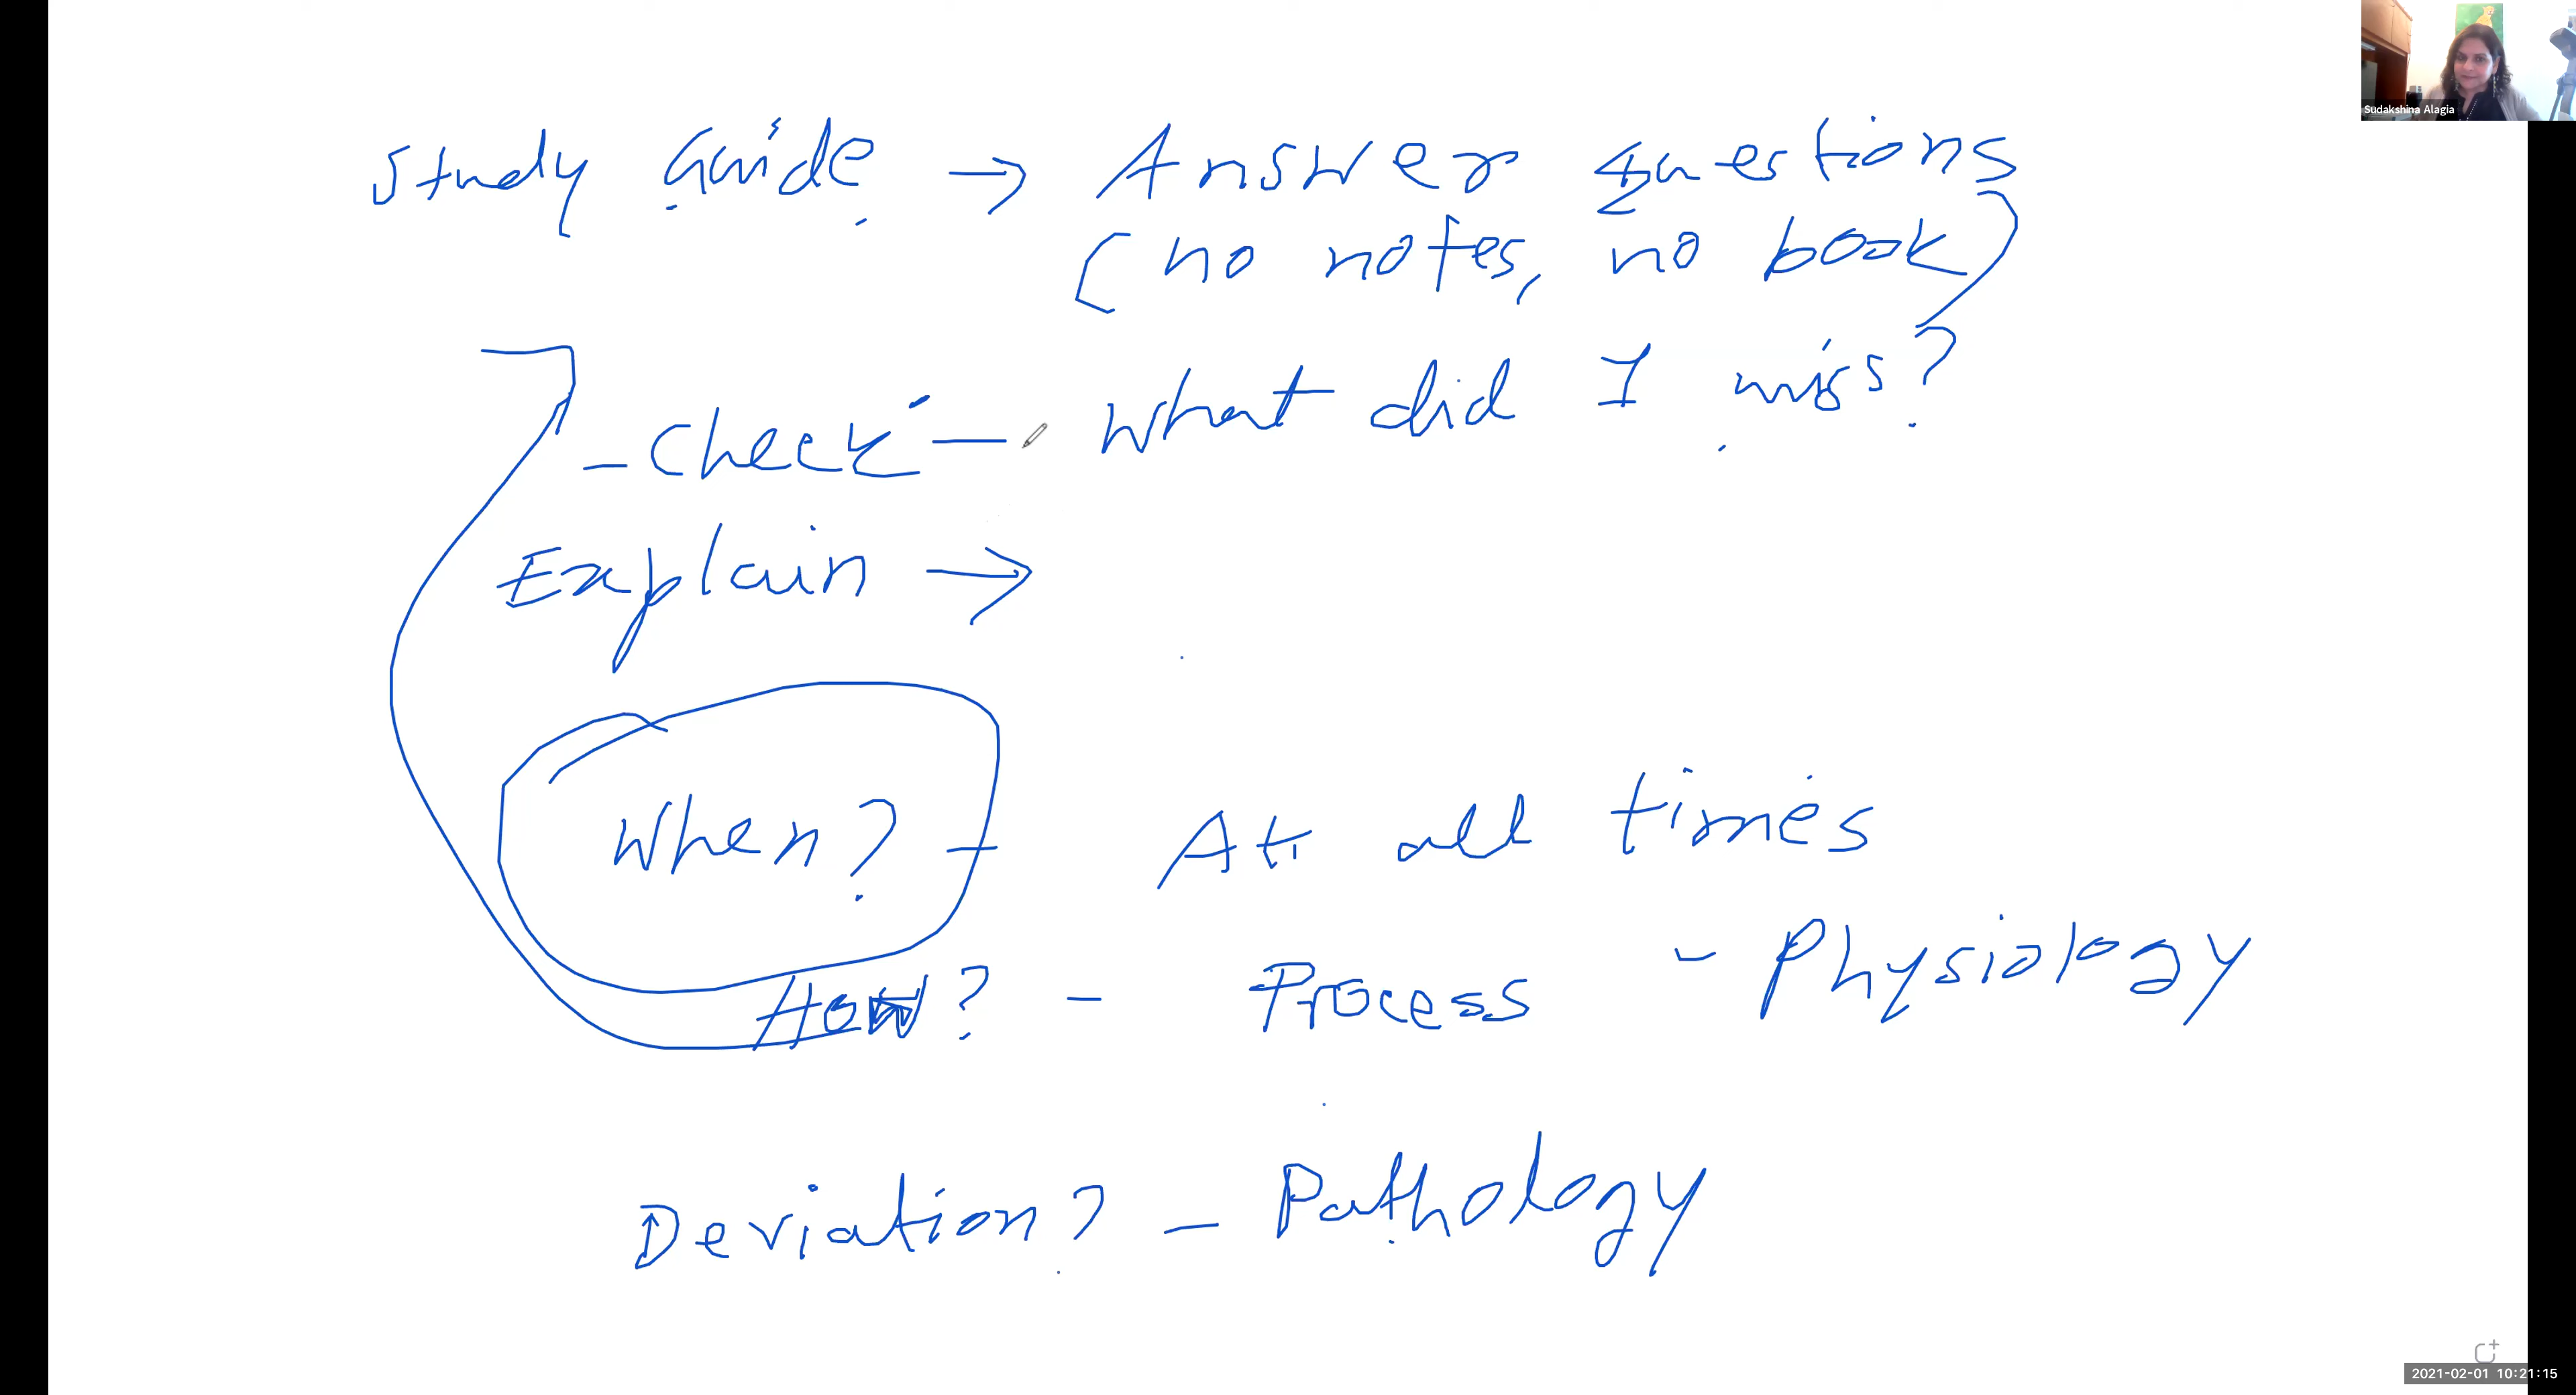 Sudakshina Alagia
Study Guide → Answer questions
(no notes, no book)
- Check — What did I miss?
Explain →
When? - At all times
How? - Process - Physiology
Deviation? - Pathology
2021-02-01 10:21:15